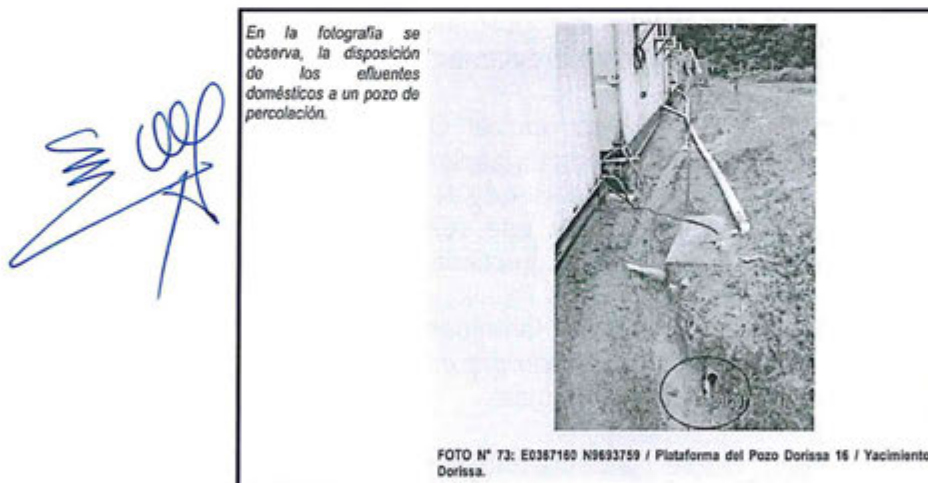 En la fotografía se
observa, la disposición
de los efluentes
domésticos a un pozo de
percolación.
FOTO N° 73: E0367160 N9693759 / Plataforma del Pozo Dorissa 16 / Yacimiento
Dorissa.